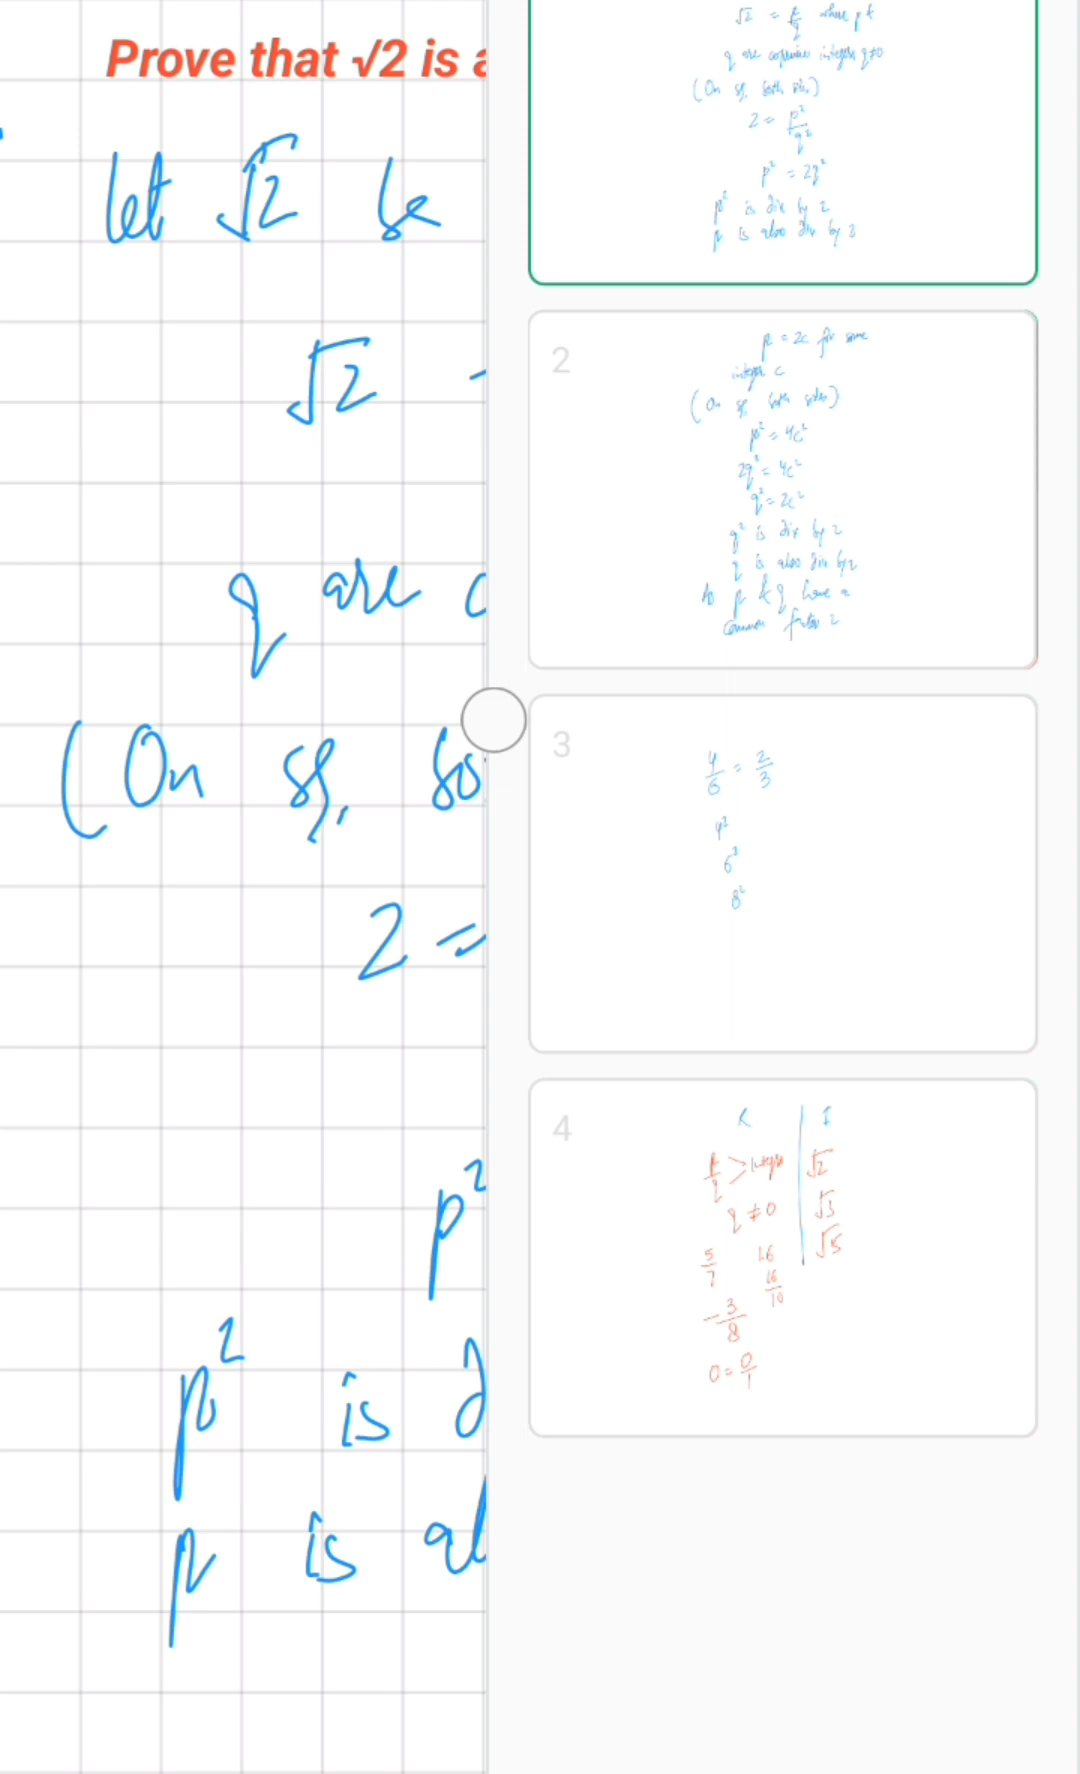 Prove that √2 is a
let √2 be
√2 =
q are c
(On sq. bo
2 =
p²
p² is d
p is al
√2 = p/q where p &
q are coprime integers q≠0
(On sq. both sides)
2 = p²/q²
p² = 2q²
p² is div by 2
p is also div by 2
2
p = 2c for some
integer c
(On sq both sides)
p² = 4c²
2q² = 4c²
q² = 2c²
q² is div by 2
q is also div by 2
so p & q have a
common factor 2
3
4/6 = 2/3
4²
6²
8²
4
R | I
p/q > Integer √2
q ≠ 0 √3
5/7 1.6 √5
16/10
-3/8
0 = 0/1